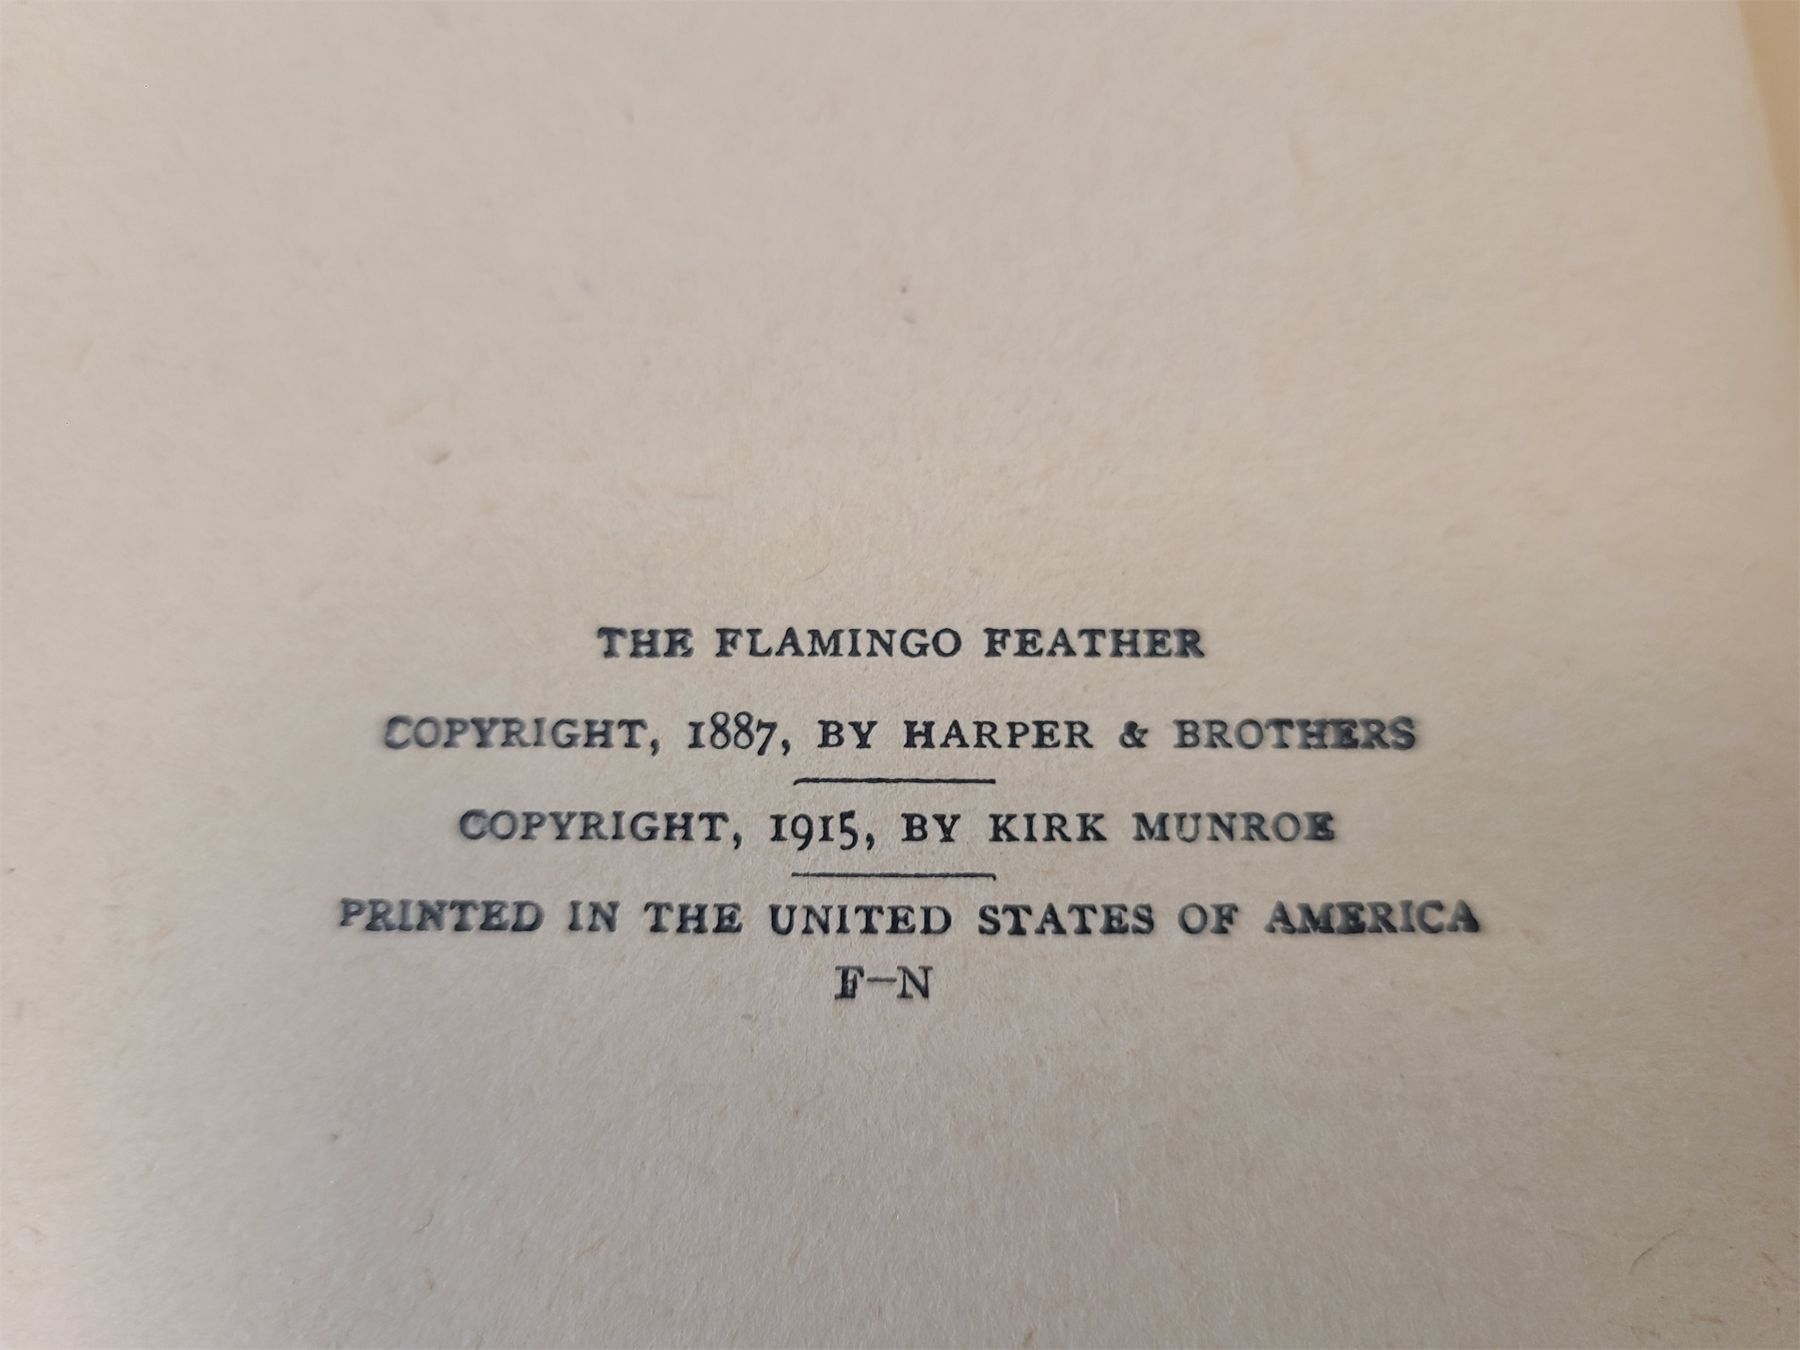 THE FLAMINGO FEATHER
COPYRIGHT, 1887, BY HARPER & BROTHERS
COPYRIGHT, 1915, BY KIRK MUNROE
PRINTED IN THE UNITED STATES OF AMERICA
F–N